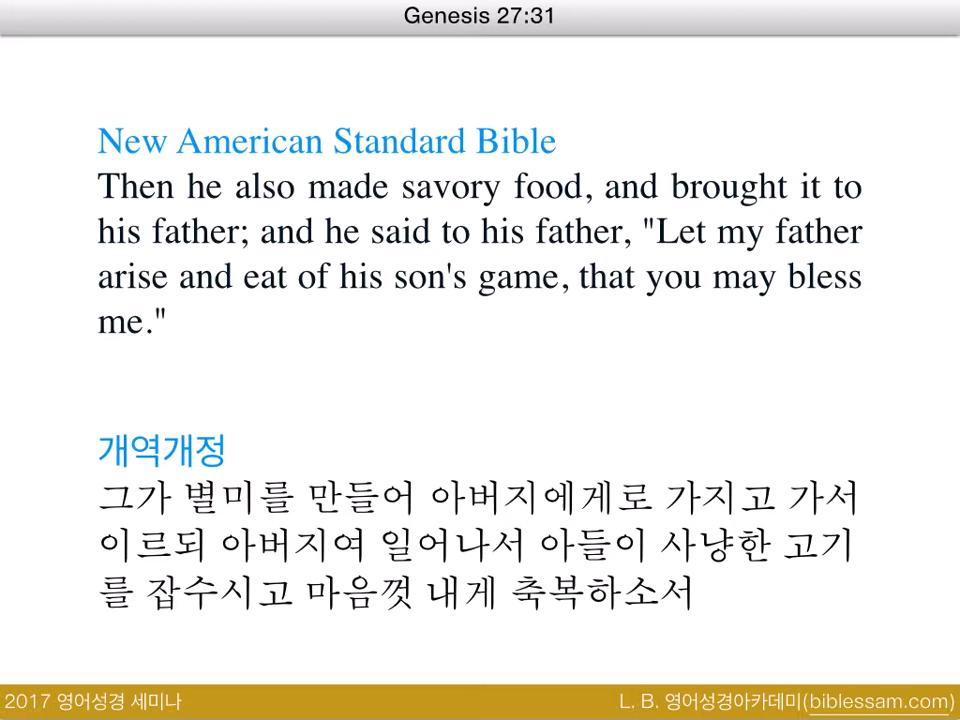 Genesis 27:31
New American Standard Bible
Then he also made savory food, and brought it to
his father; and he said to his father, "Let my father
arise and eat of his son's game, that you may bless
me."
개역개정
그가 별미를 만들어 아버지에게로 가지고 가서
이르되 아버지여 일어나서 아들이 사냥한 고기
를 잡수시고 마음껏 내게 축복하소서
2017 영어성경 세미나
L. B. 영어성경아카데미(biblessam.com)